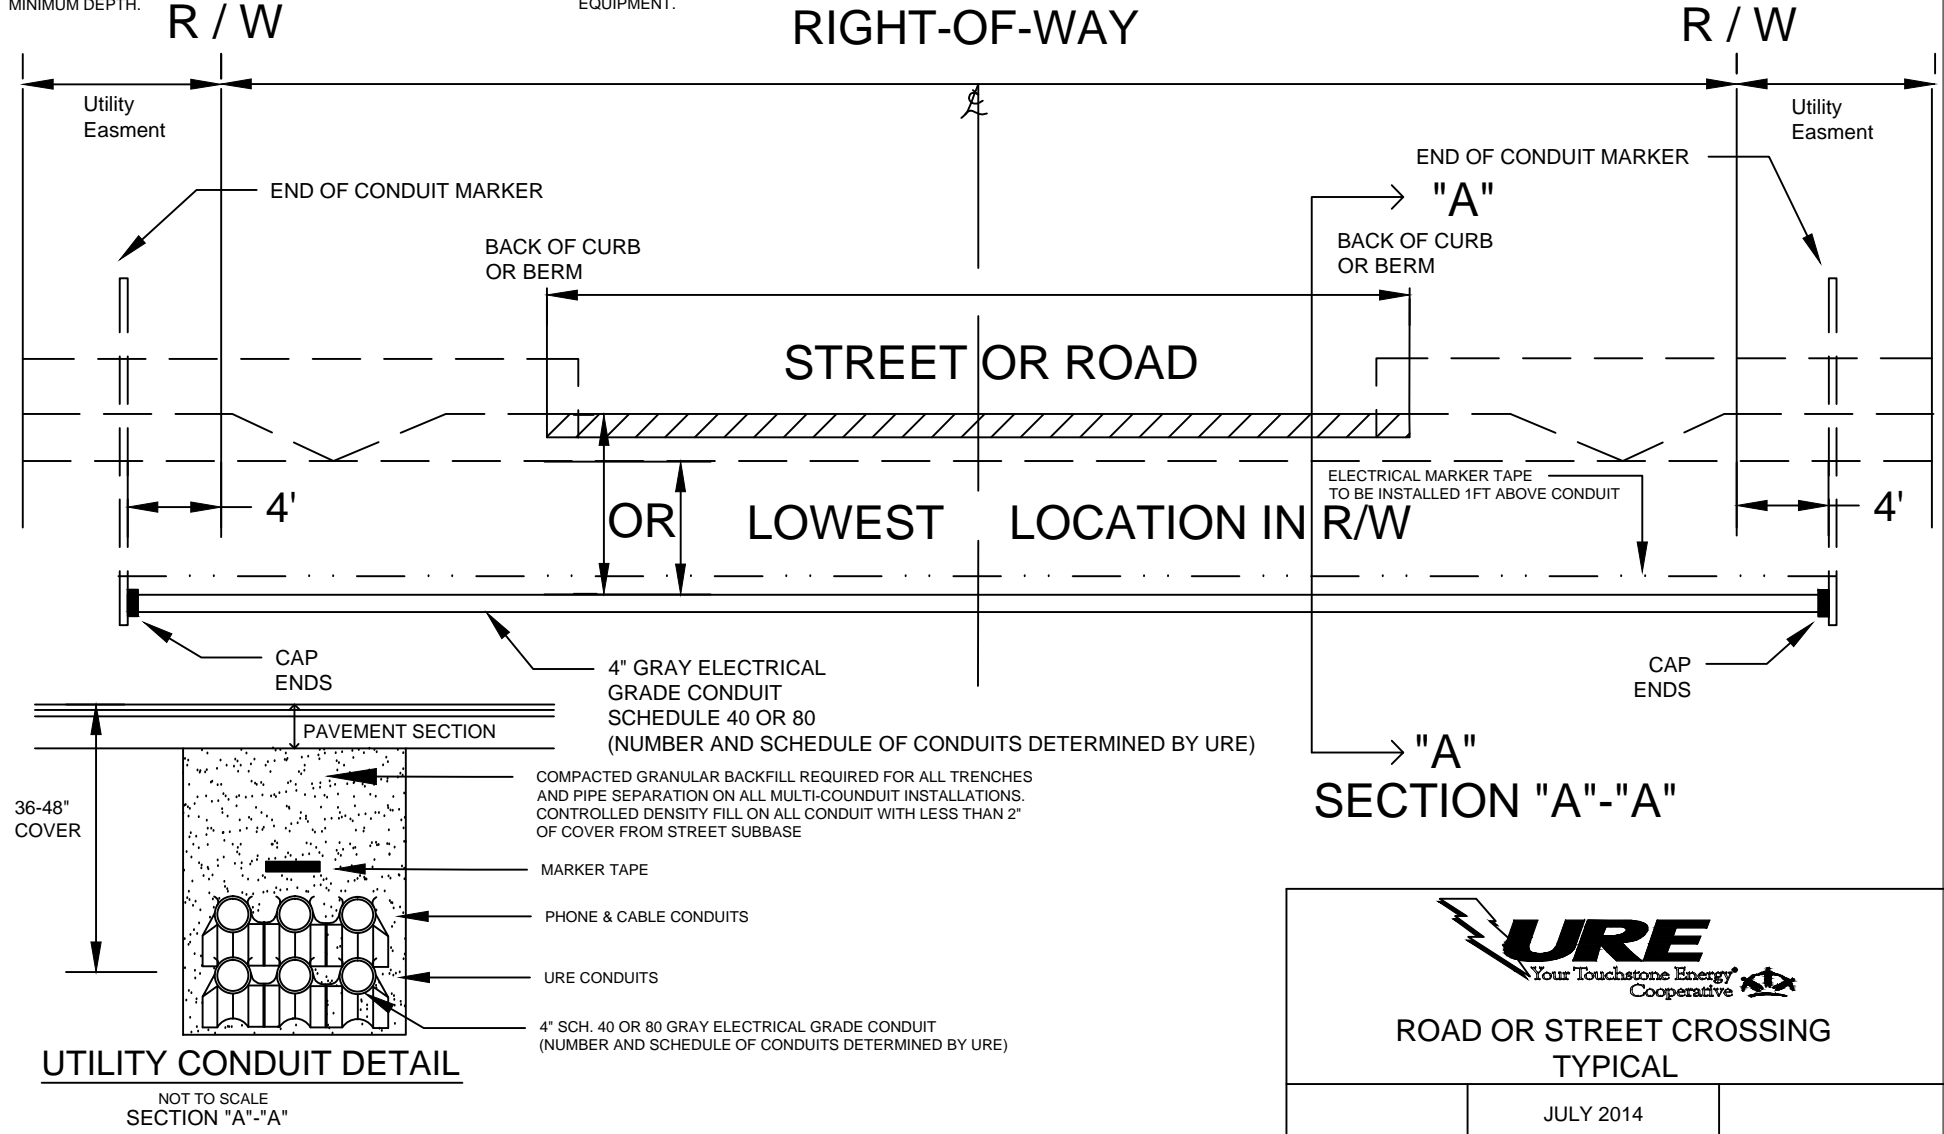 MINIMUM DEPTH.
EQUIPMENT.
R / W
RIGHT-OF-WAY
R / W
Utility
Easment
Utility
Easment
END OF CONDUIT MARKER
END OF CONDUIT MARKER
"A"
BACK OF CURB
OR BERM
BACK OF CURB
OR BERM
STREET OR ROAD
ELECTRICAL MARKER TAPE
TO BE INSTALLED 1FT ABOVE CONDUIT
4'
OR LOWEST LOCATION IN R/W
4'
CAP
ENDS
4" GRAY ELECTRICAL
GRADE CONDUIT
SCHEDULE 40 OR 80
(NUMBER AND SCHEDULE OF CONDUITS DETERMINED BY URE)
CAP
ENDS
"A"
SECTION "A"-"A"
PAVEMENT SECTION
36-48"
COVER
COMPACTED GRANULAR BACKFILL REQUIRED FOR ALL TRENCHES
AND PIPE SEPARATION ON ALL MULTI-COUNDUIT INSTALLATIONS.
CONTROLLED DENSITY FILL ON ALL CONDUIT WITH LESS THAN 2"
OF COVER FROM STREET SUBBASE
MARKER TAPE
PHONE & CABLE CONDUITS
URE CONDUITS
4" SCH. 40 OR 80 GRAY ELECTRICAL GRADE CONDUIT
(NUMBER AND SCHEDULE OF CONDUITS DETERMINED BY URE)
UTILITY CONDUIT DETAIL
NOT TO SCALE
SECTION "A"-"A"
URE
Your Touchstone Energy®
Cooperative
ROAD OR STREET CROSSING
TYPICAL
JULY 2014